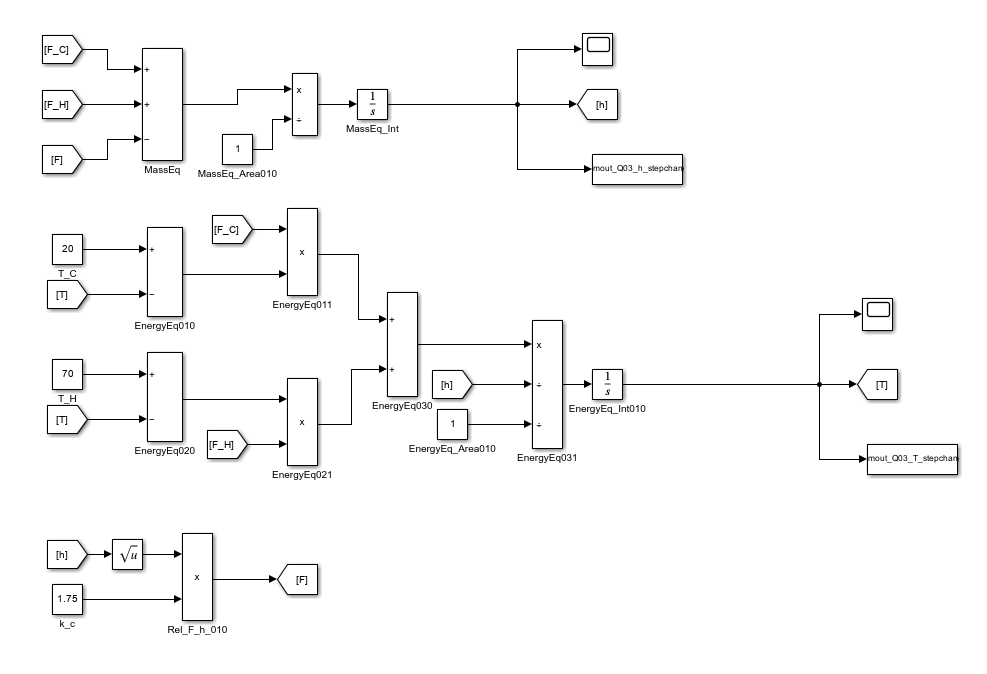 [F_C]
+
[F_H]
+
[F]
−
MassEq
1
MassEq_Area010
x
÷
1
s
MassEq_Int
[h]
mout_Q03_h_stepchan
20
T_C
[T]
+
−
EnergyEq010
[F_C]
x
EnergyEq011
70
T_H
[T]
+
−
EnergyEq020
[F_H]
x
EnergyEq021
+
+
EnergyEq030
[h]
1
EnergyEq_Area010
x
÷
÷
EnergyEq031
1
s
EnergyEq_Int010
[T]
mout_Q03_T_stepchan
[h]
√u
1.75
k_c
x
Rel_F_h_010
[F]